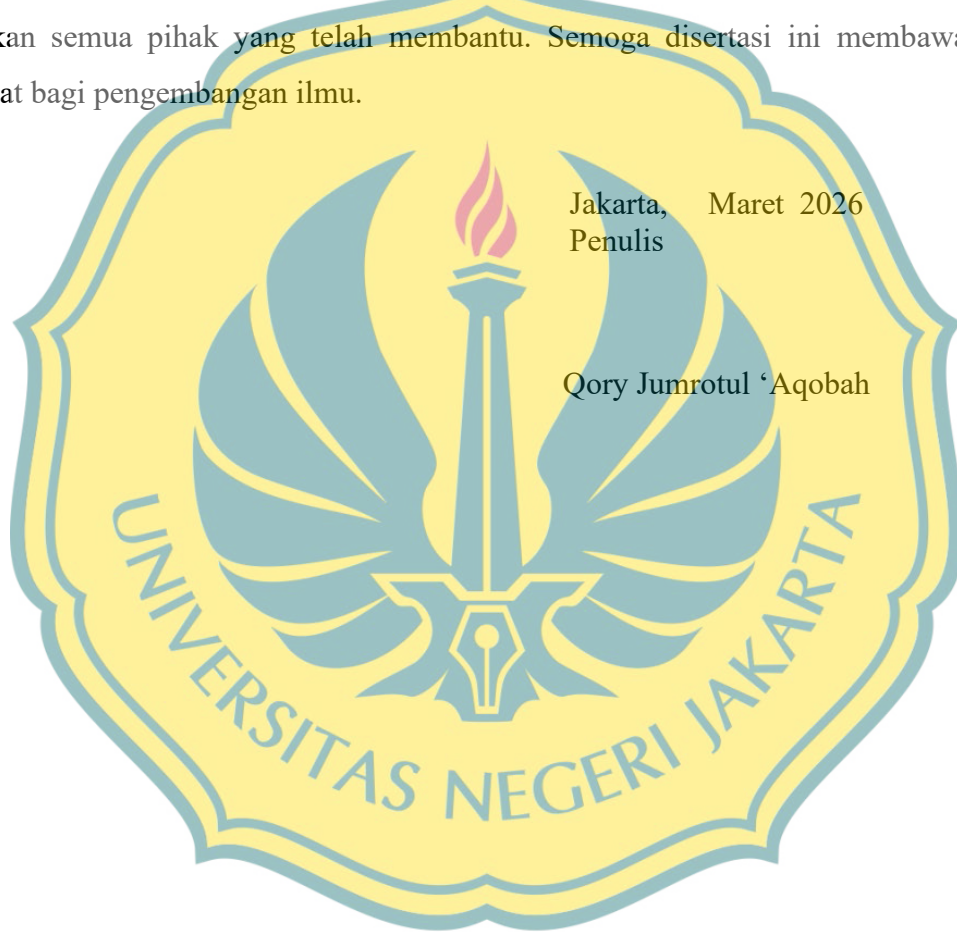 kan semua pihak yang telah membantu. Semoga disertasi ini membawa
at bagi pengembangan ilmu.
Jakarta, Maret 2026
Penulis
Qory Jumrotul ‘Aqobah
UNIVERSITAS NEGERI JAKARTA